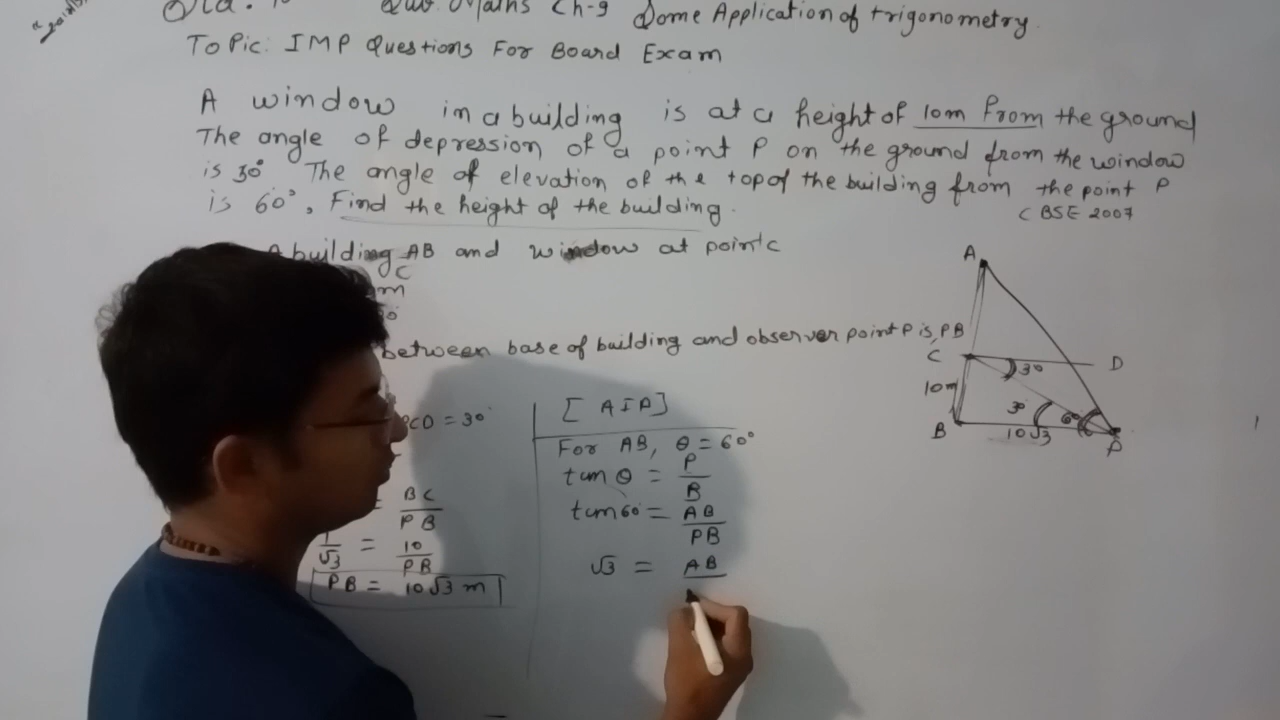 Ch-9 Some Application of trigonometry.
ToPic: IMP Questions For Board Exam
A window in a building is at a height of 10m From the ground
The angle of depression of a point P on the ground from the window
is 30° The angle of elevation of the top of the building from the point P
is 60°, Find the height of the building.
CBSE 2007
building AB and window at point C
C
between base of building and observer point P is, PB
CD = 30°
= BC/PB
1/√3 = 10/PB
PB = 10√3 m
[AIA]
For AB, θ = 60°
tan θ = P/B
tan 60° = AB/PB
√3 = AB
A
C
30
D
10m
30
60
B
10√3
P